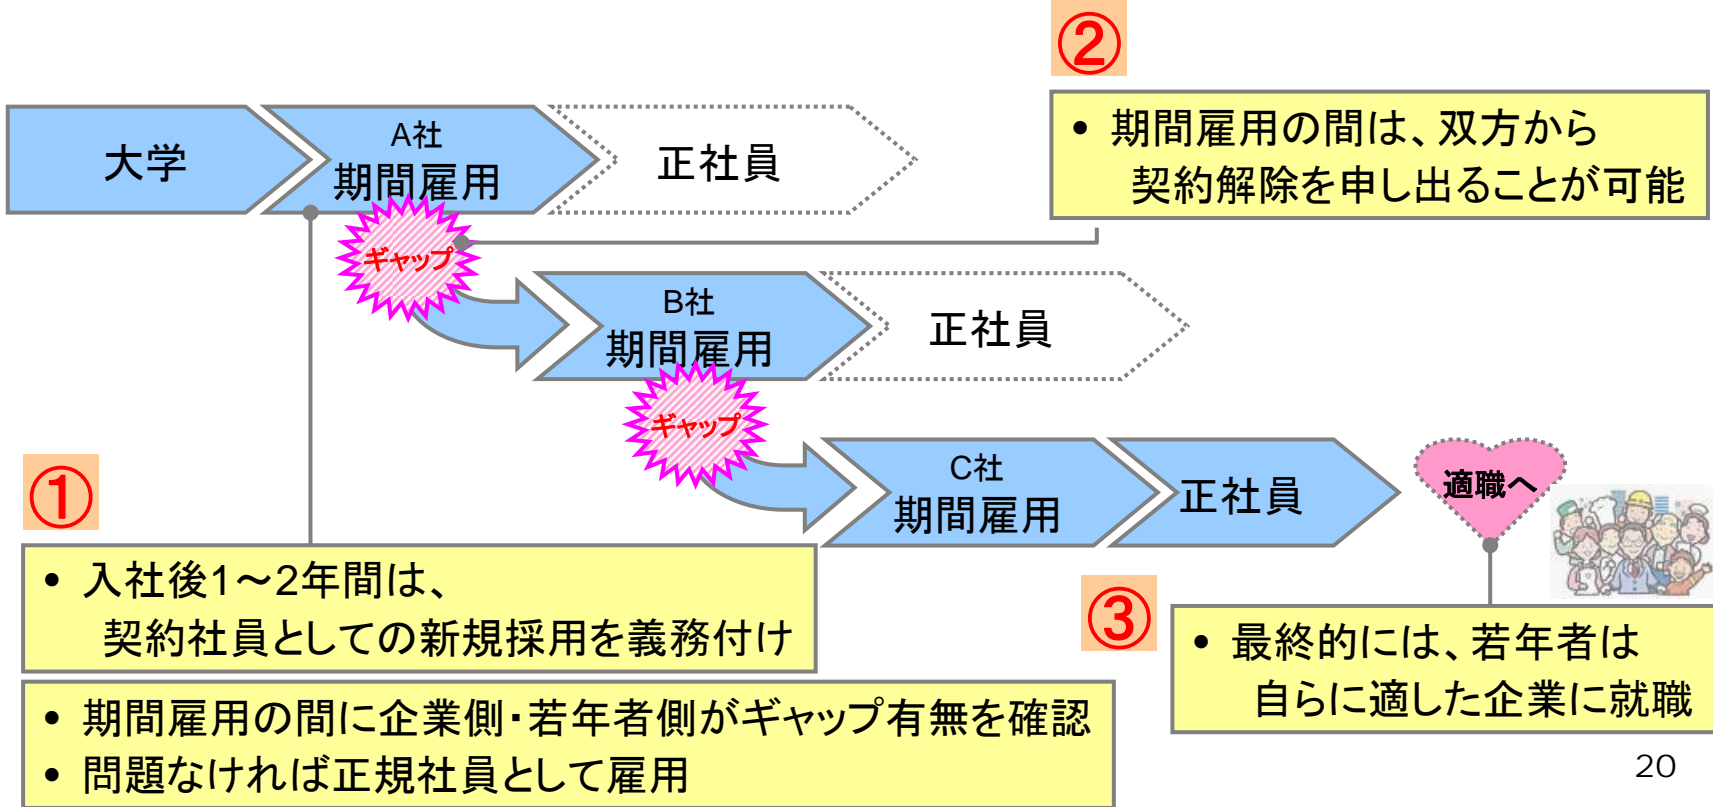 ②
• 期間雇用の間は、双方から
契約解除を申し出ることが可能
大学
A社
期間雇用
正社員
ギャップ
B社
期間雇用
正社員
ギャップ
C社
期間雇用
正社員
適職へ
①
• 入社後1～2年間は、
契約社員としての新規採用を義務付け
• 期間雇用の間に企業側・若年者側がギャップ有無を確認
• 問題なければ正規社員として雇用
③
• 最終的には、若年者は
自らに適した企業に就職
20